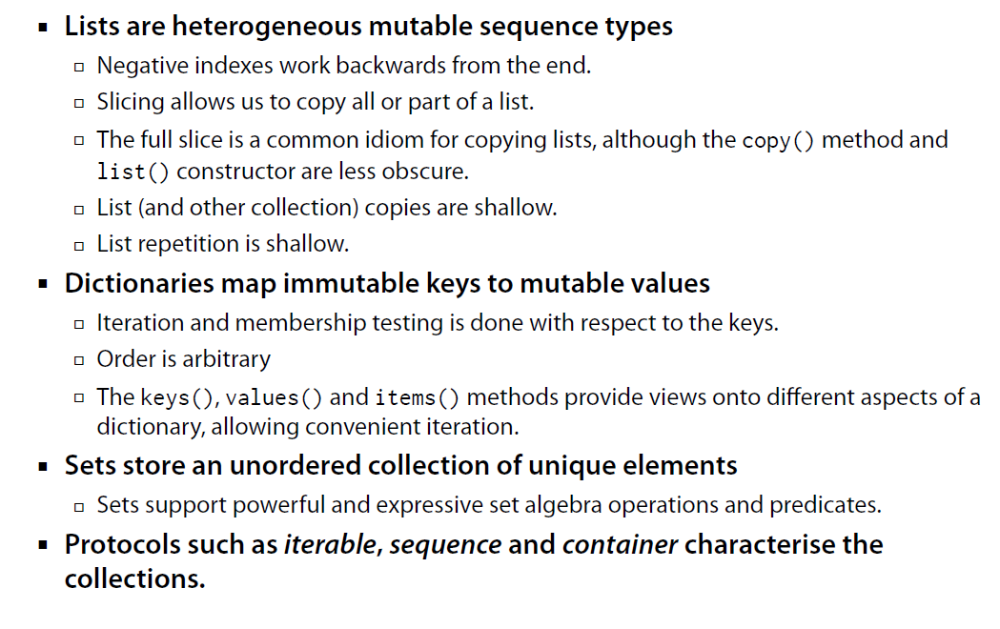 Lists are heterogeneous mutable sequence types
Negative indexes work backwards from the end.
Slicing allows us to copy all or part of a list.
The full slice is a common idiom for copying lists, although the copy() method and
list() constructor are less obscure.
List (and other collection) copies are shallow.
List repetition is shallow.
Dictionaries map immutable keys to mutable values
Iteration and membership testing is done with respect to the keys.
Order is arbitrary
The keys(), values() and items() methods provide views onto different aspects of a
dictionary, allowing convenient iteration.
Sets store an unordered collection of unique elements
Sets support powerful and expressive set algebra operations and predicates.
Protocols such as iterable, sequence and container characterise the
collections.